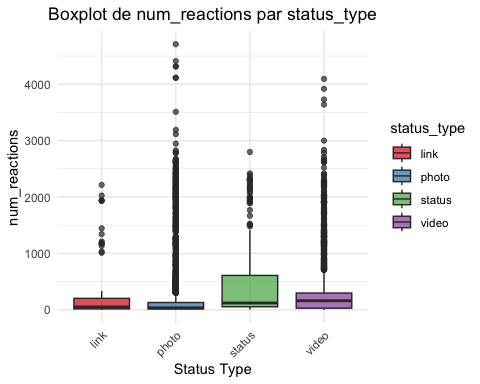 Boxplot de num_reactions par status_type
num_reactions
4000
3000
2000
1000
0
link
photo
status
video
Status Type
status_type
link
photo
status
video